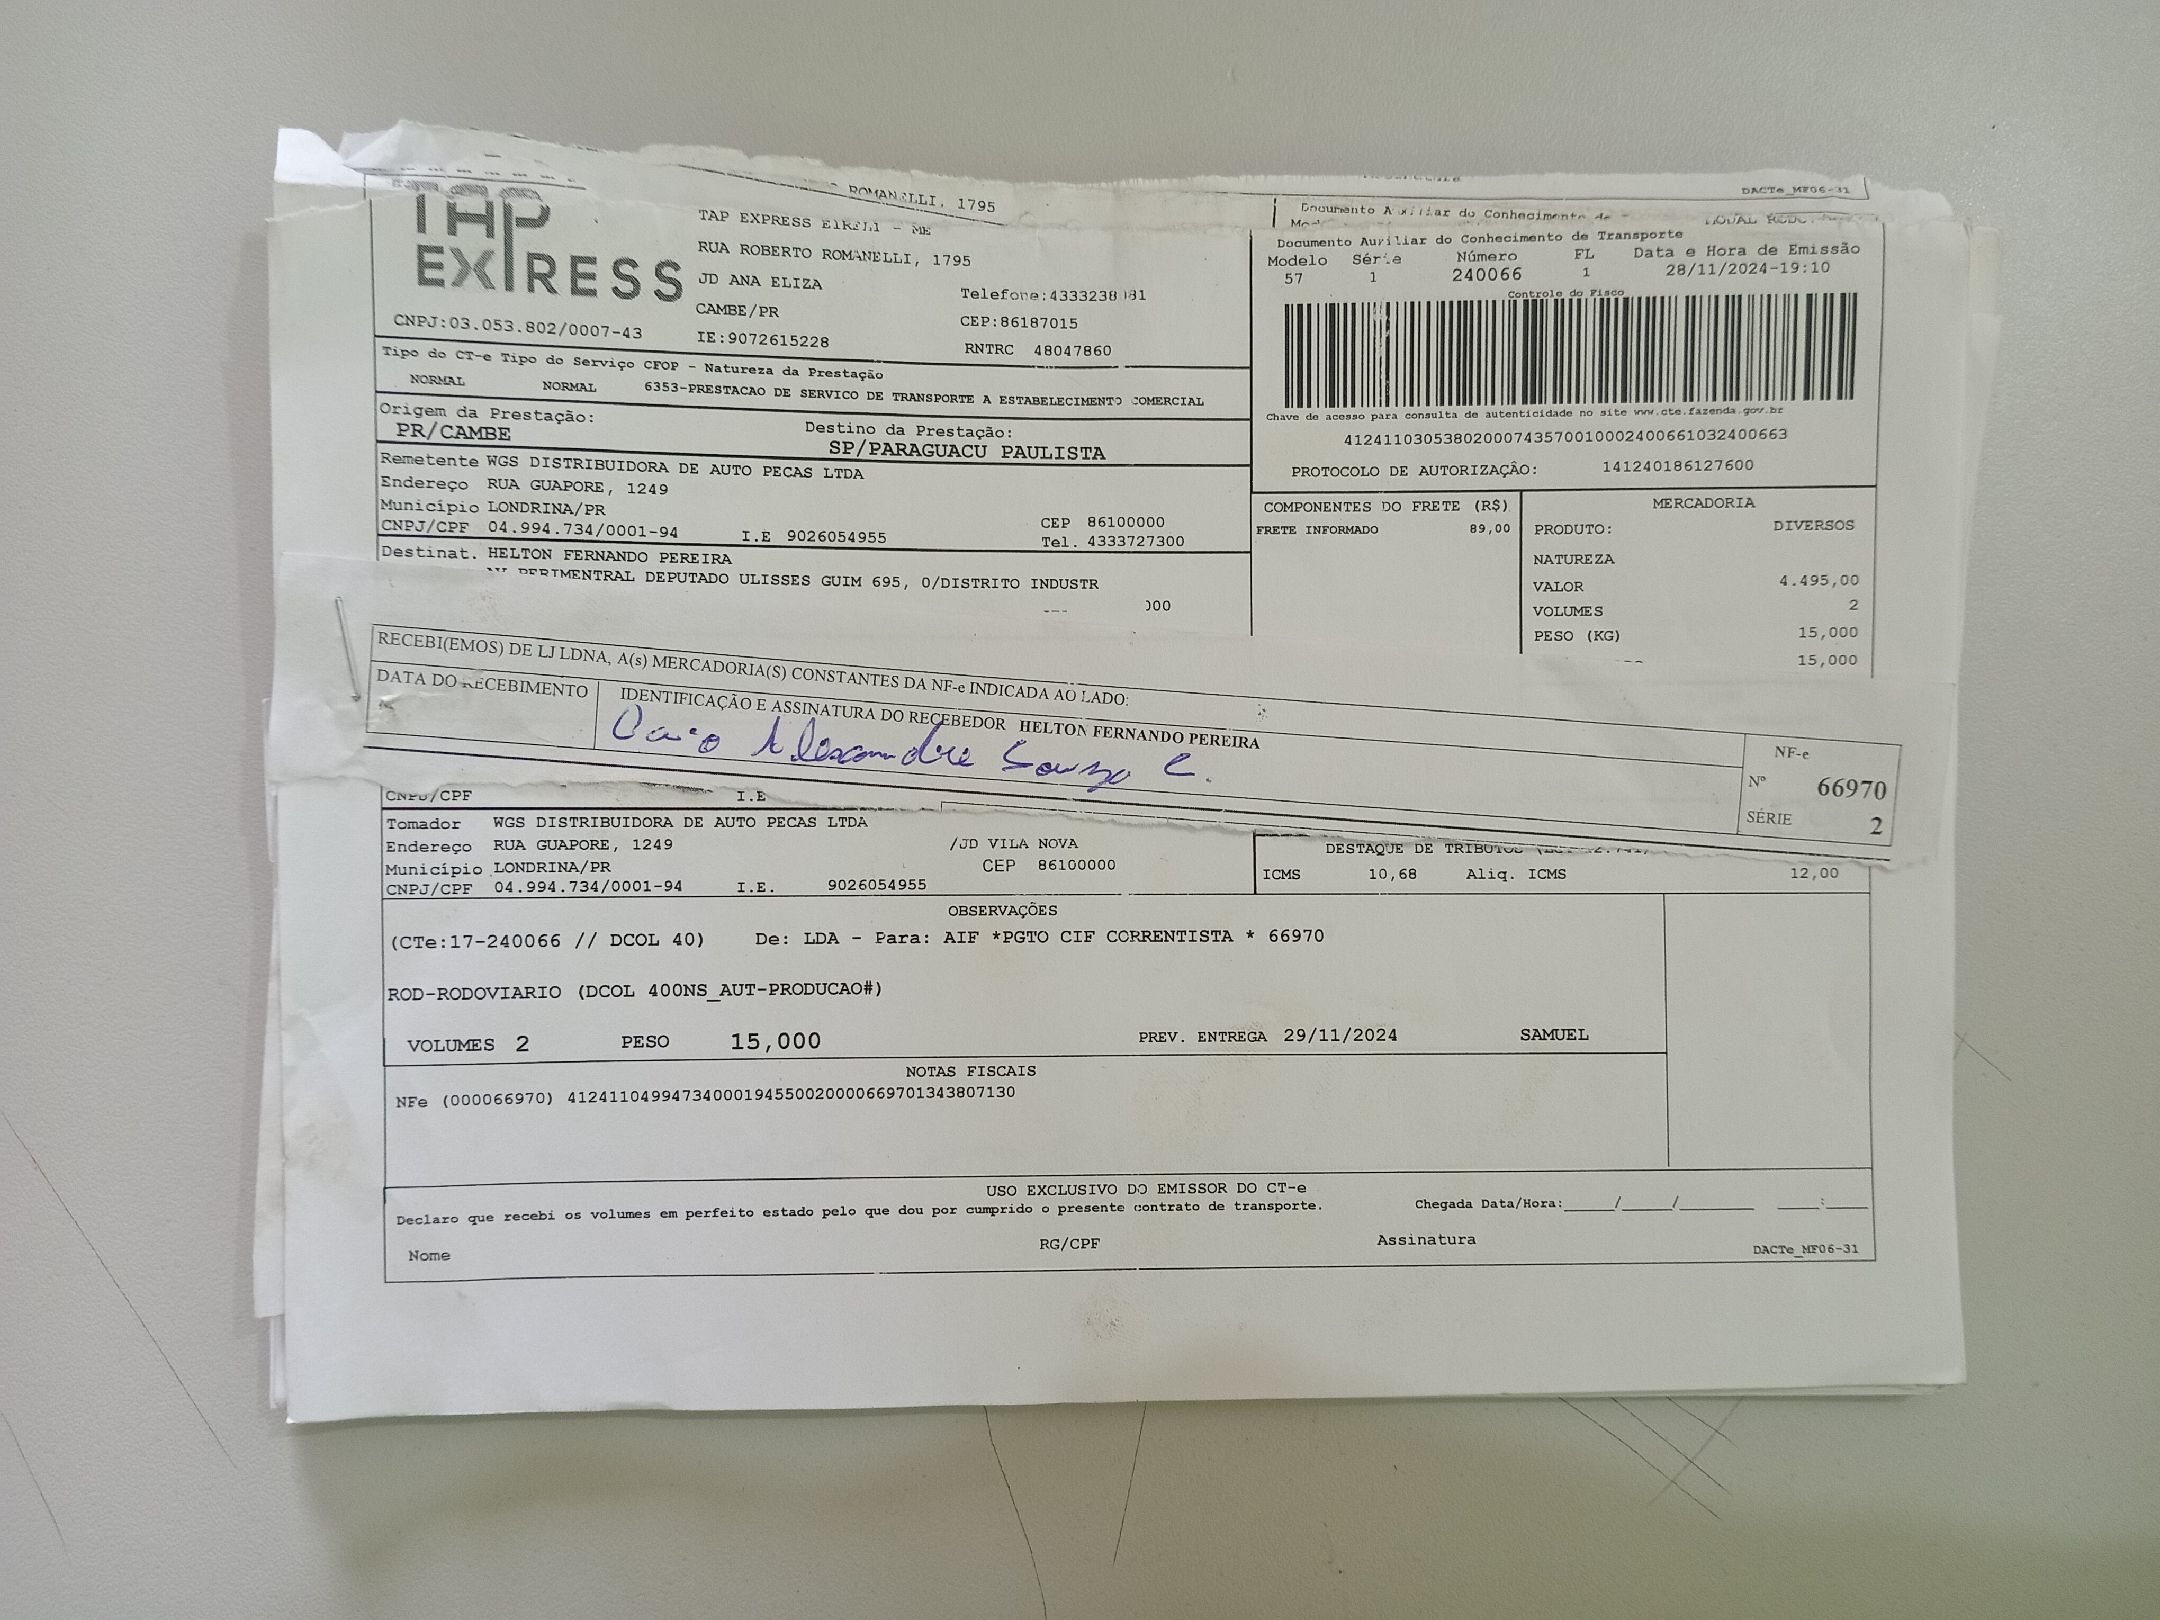 ROMANELLI, 1795
DACTe_MF06-31
Documento Auxiliar do Conhecimento de
TAP
EXPRESS
CNPJ:03.053.802/0007-43
TAP EXPRESS EIRELI - ME
RUA ROBERTO ROMANELLI, 1795
JD ANA ELIZA
CAMBE/PR
IE:9072615228
CEP:86187015
RNTRC 48047860
Documento Auxiliar do Conhecimento de Transporte
Modelo Série Número FL Data e Hora de Emissão
57 1 240066 1 28/11/2024-19:10
Controle do Fisco
Chave de acesso para consulta de autenticidade no site www.cte.fazenda.gov.br
41241103053802000743570010002400661032400663
PROTOCOLO DE AUTORIZAÇÂO: 141240186127600
Tipo do CT-e Tipo do Serviço CFOP - Natureza da Prestação
NORMAL NORMAL 6353-PRESTACAO DE SERVICO DE TRANSPORTE A ESTABELECIMENTO COMERCIAL
Origem da Prestação: Destino da Prestação:
PR/CAMBE SP/PARAGUACU PAULISTA
Remetente WGS DISTRIBUIDORA DE AUTO PEÇAS LTDA
Endereço RUA GUAPORE, 1249
Município LONDRINA/PR CEP 86100000
CNPJ/CPF 04.994.734/0001-94 I.E 9026054955 Tel. 4333727300
Destinat. HELTON FERNANDO PEREIRA
PERIMENTRAL DEPUTADO ULISSES GUIM 695, 0/DISTRITO INDUSTR
000
COMPONENTES DO FRETE (R$)
FRETE INFORMADO 89,00
MERCADORIA
PRODUTO: DIVERSOS
NATUREZA
VALOR 4.495,00
VOLUMES 2
PESO (KG) 15,000
15,000
RECEBI(EMOS) DE LJ LDNA, A(s) MERCADORIA(S) CONSTANTES DA NF-e INDICADA AO LADO:
DATA DO RECEBIMENTO
IDENTIFICAÇÃO E ASSINATURA DO RECEBEDOR HELTON FERNANDO PEREIRA
Caio Alexandre Souza C.
NF-e
Nº 66970
SÉRIE 2
CNPJ/CPF I.E
Tomador WGS DISTRIBUIDORA DE AUTO PECAS LTDA
Endereço RUA GUAPORE, 1249 /JD VILA NOVA
Município LONDRINA/PR CEP 86100000
CNPJ/CPF 04.994.734/0001-94 I.E. 9026054955
DESTAQUE DE TRIBUTOS
ICMS 10,68 Aliq. ICMS 12,00
OBSERVAÇÕES
(CTe:17-240066 // DCOL 40) De: LDA - Para: AIF *PGTO CIF CORRENTISTA * 66970
ROD-RODOVIARIO (DCOL 400NS_AUT-PRODUCAO#)
VOLUMES 2 PESO 15,000 PREV. ENTREGA 29/11/2024 SAMUEL
NOTAS FISCAIS
NFe (000066970) 41241104994734000194550020000669701343807130
USO EXCLUSIVO DO EMISSOR DO CT-e
Declaro que recebi os volumes em perfeito estado pelo que dou por cumprido o presente contrato de transporte. Chegada Data/Hora:_____/_____/________ ____:____
Nome RG/CPF Assinatura
DACTe_MF06-31